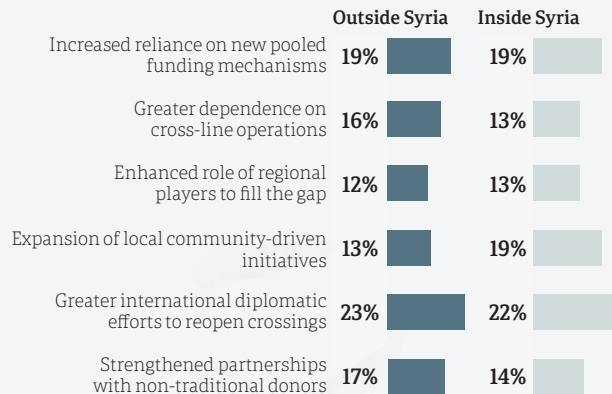 Outside Syria Inside Syria
Increased reliance on new pooled
funding mechanisms 19% 19%
Greater dependence on
cross-line operations 16% 13%
Enhanced role of regional
players to fill the gap 12% 13%
Expansion of local community-driven
initiatives 13% 19%
Greater international diplomatic
efforts to reopen crossings 23% 22%
Strengthened partnerships
with non-traditional donors 17% 14%